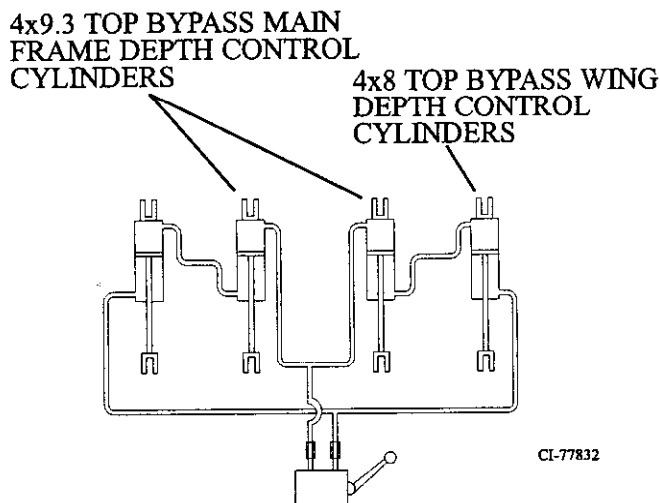 4x9.3 TOP BYPASS MAIN
FRAME DEPTH CONTROL
CYLINDERS
4x8 TOP BYPASS WING
DEPTH CONTROL
CYLINDERS
CI-77832